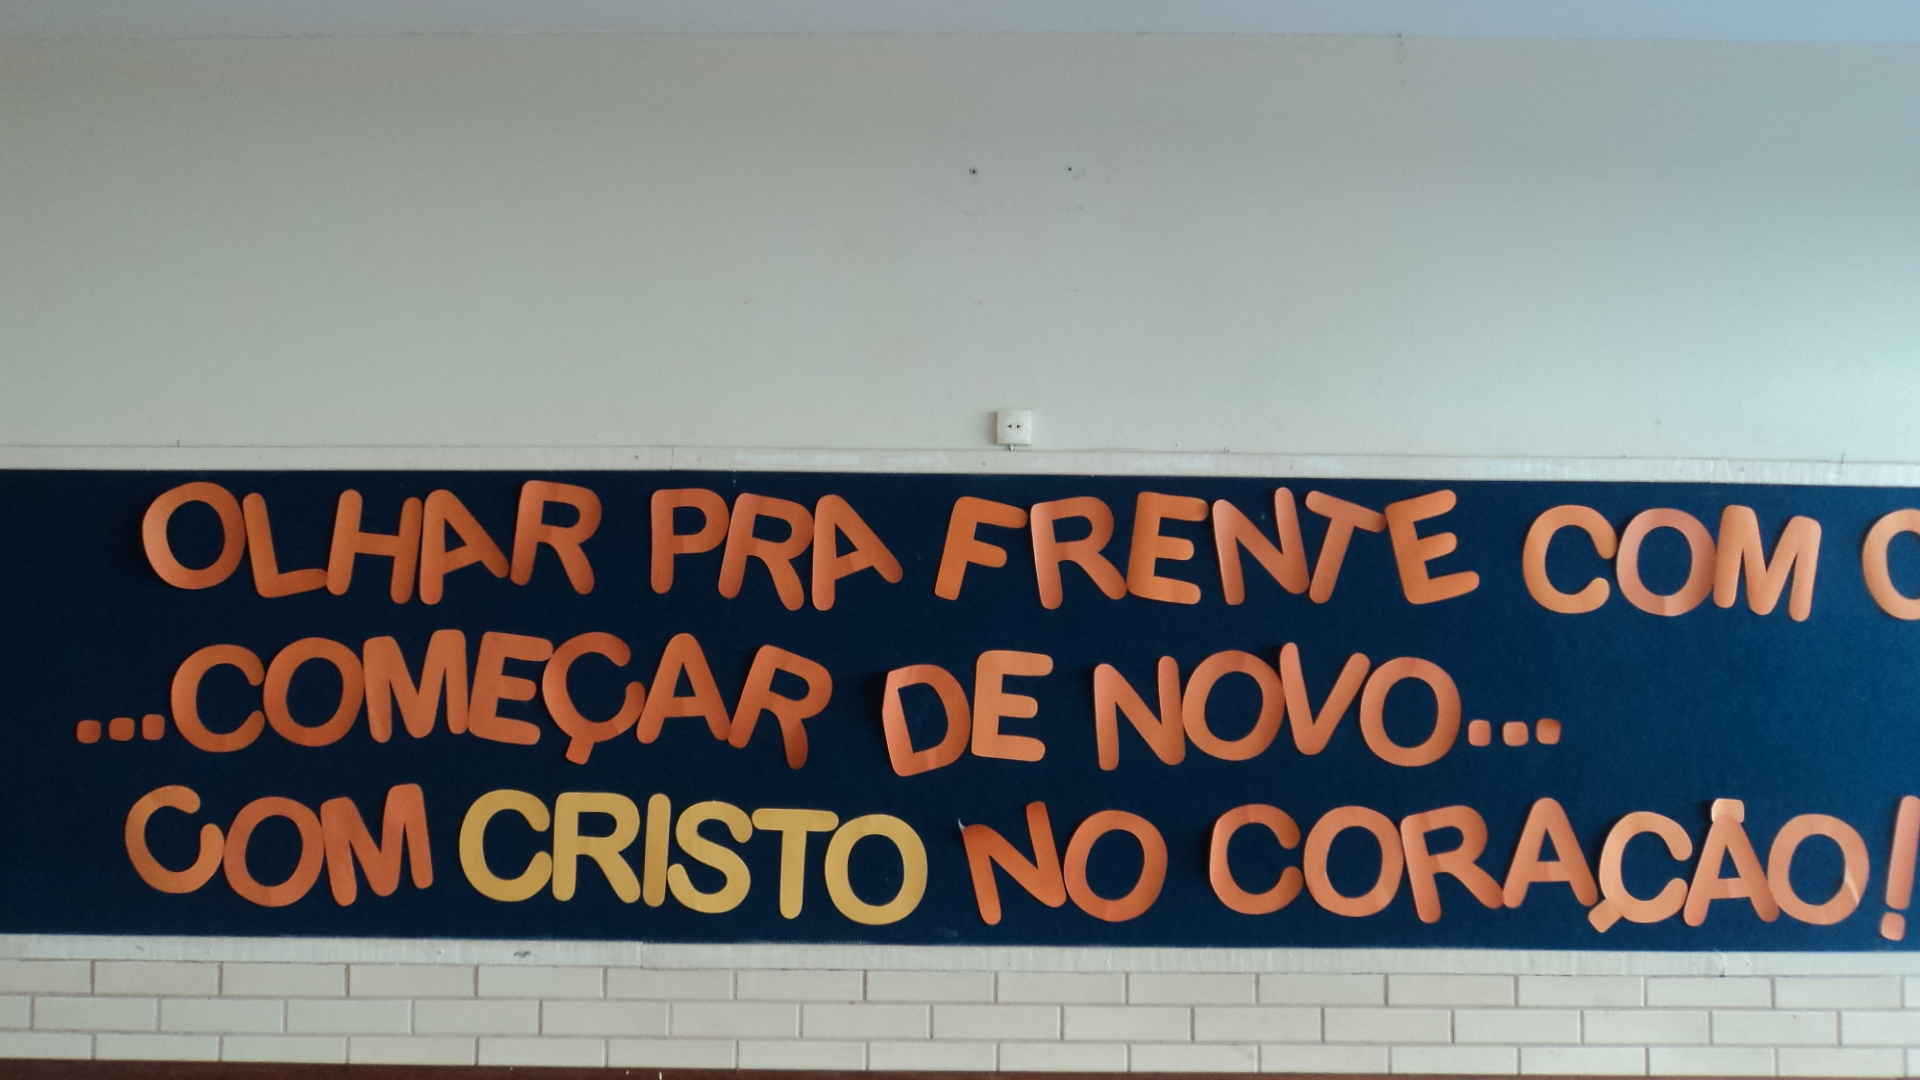 OLHAR PRA FRENTE COM
...COMEÇAR DE NOVO...
COM CRISTO NO CORAÇÃO!